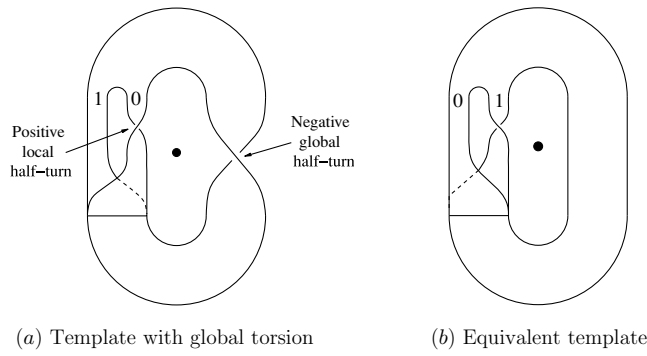 1 0
Positive
local
half−turn
Negative
global
half−turn
0 1
(a) Template with global torsion
(b) Equivalent template